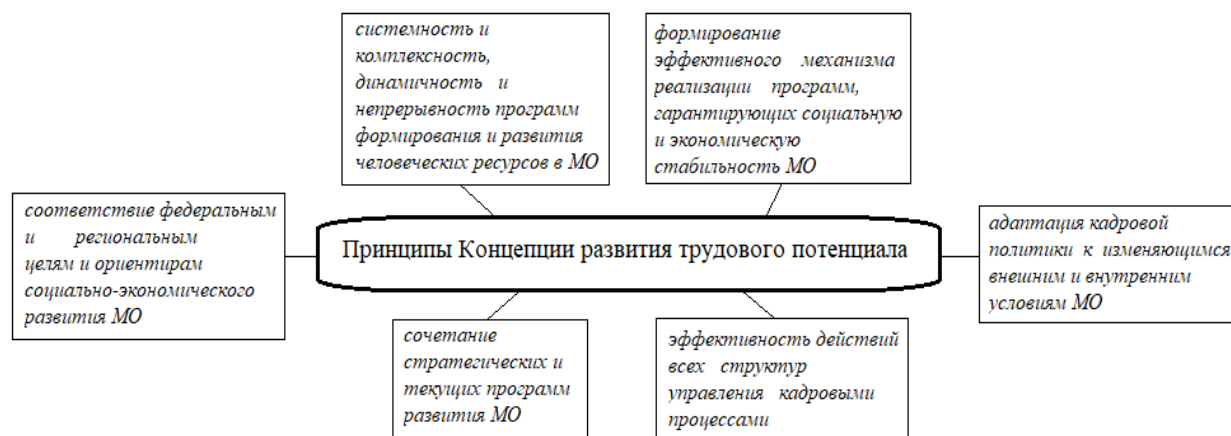 системность и
комплексность,
динамичность и
непрерывность программ
формирования и развития
человеческих ресурсов в МО
формирование
эффективного механизма
реализации программ,
гарантирующих социальную
и экономическую
стабильность МО
соответствие федеральным
и региональным
целям и ориентирам
социально-экономического
развития МО
Принципы Концепции развития трудового потенциала
адаптация кадровой
политики к изменяющимся
внешним и внутренним
условиям МО
сочетание
стратегических и
текущих программ
развития МО
эффективность действий
всех структур
управления кадровыми
процессами